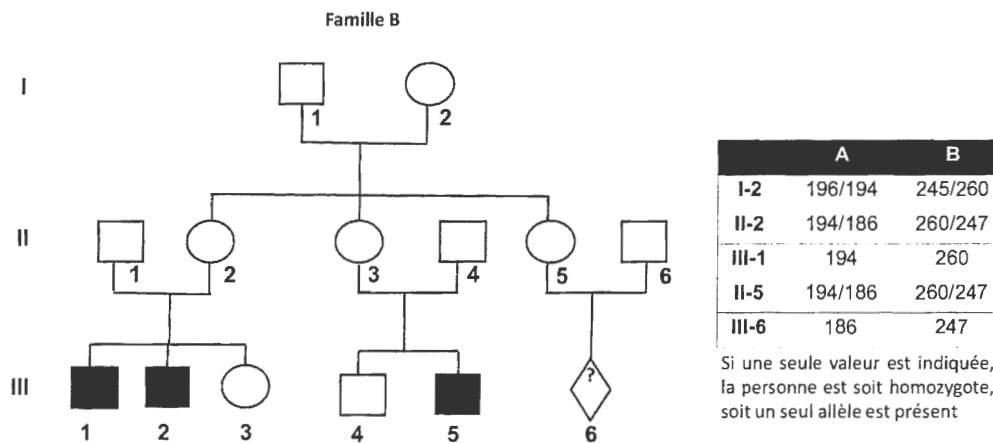 Famille B
I
1 2
II
1 2 3 4 5 6
?
III
1 2 3 4 5 6
A B
I-2 196/194 245/260
II-2 194/186 260/247
III-1 194 260
II-5 194/186 260/247
III-6 186 247
Si une seule valeur est indiquée,
la personne est soit homozygote,
soit un seul allèle est présent